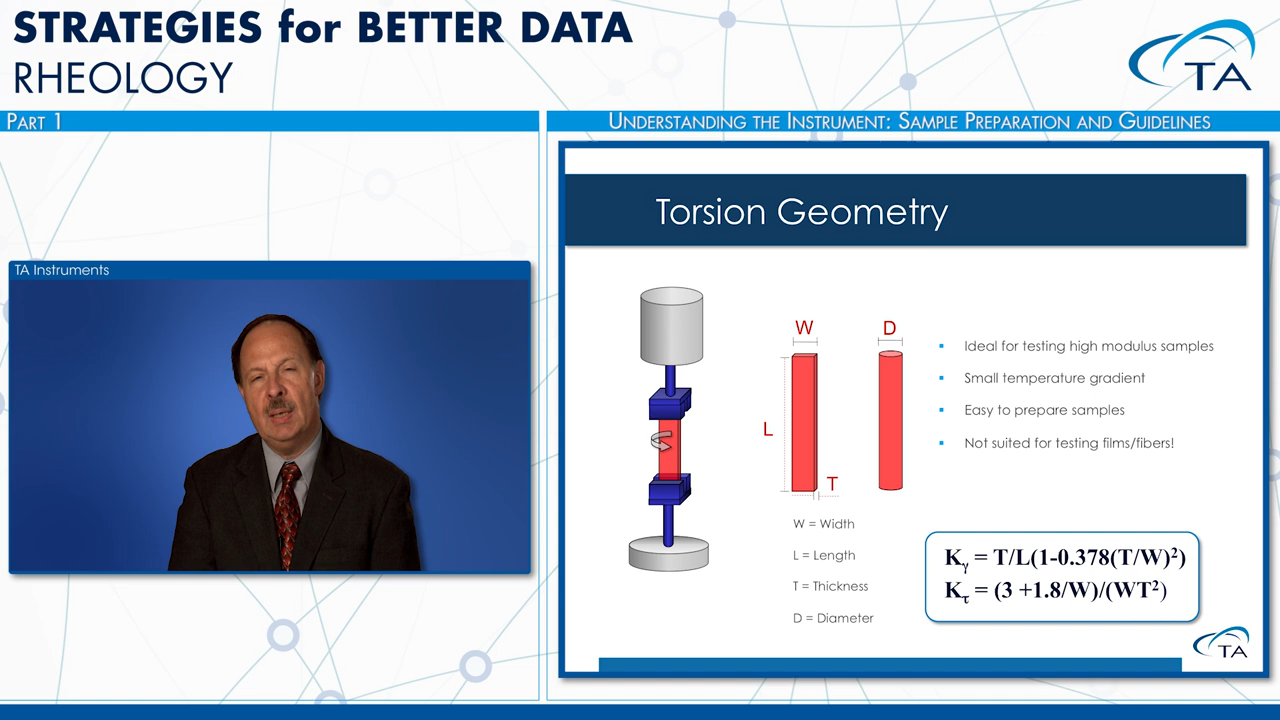 STRATEGIES for BETTER DATA
RHEOLOGY
TA
PART 1
UNDERSTANDING THE INSTRUMENT: SAMPLE PREPARATION AND GUIDELINES
TA Instruments
Torsion Geometry
W
D
L
T
W = Width
L = Length
T = Thickness
D = Diameter
▪ Ideal for testing high modulus samples
▪ Small temperature gradient
▪ Easy to prepare samples
▪ Not suited for testing films/fibers!
Kγ = T/L(1-0.378(T/W)²)
Kτ = (3 +1.8/W)/(WT²)
TA